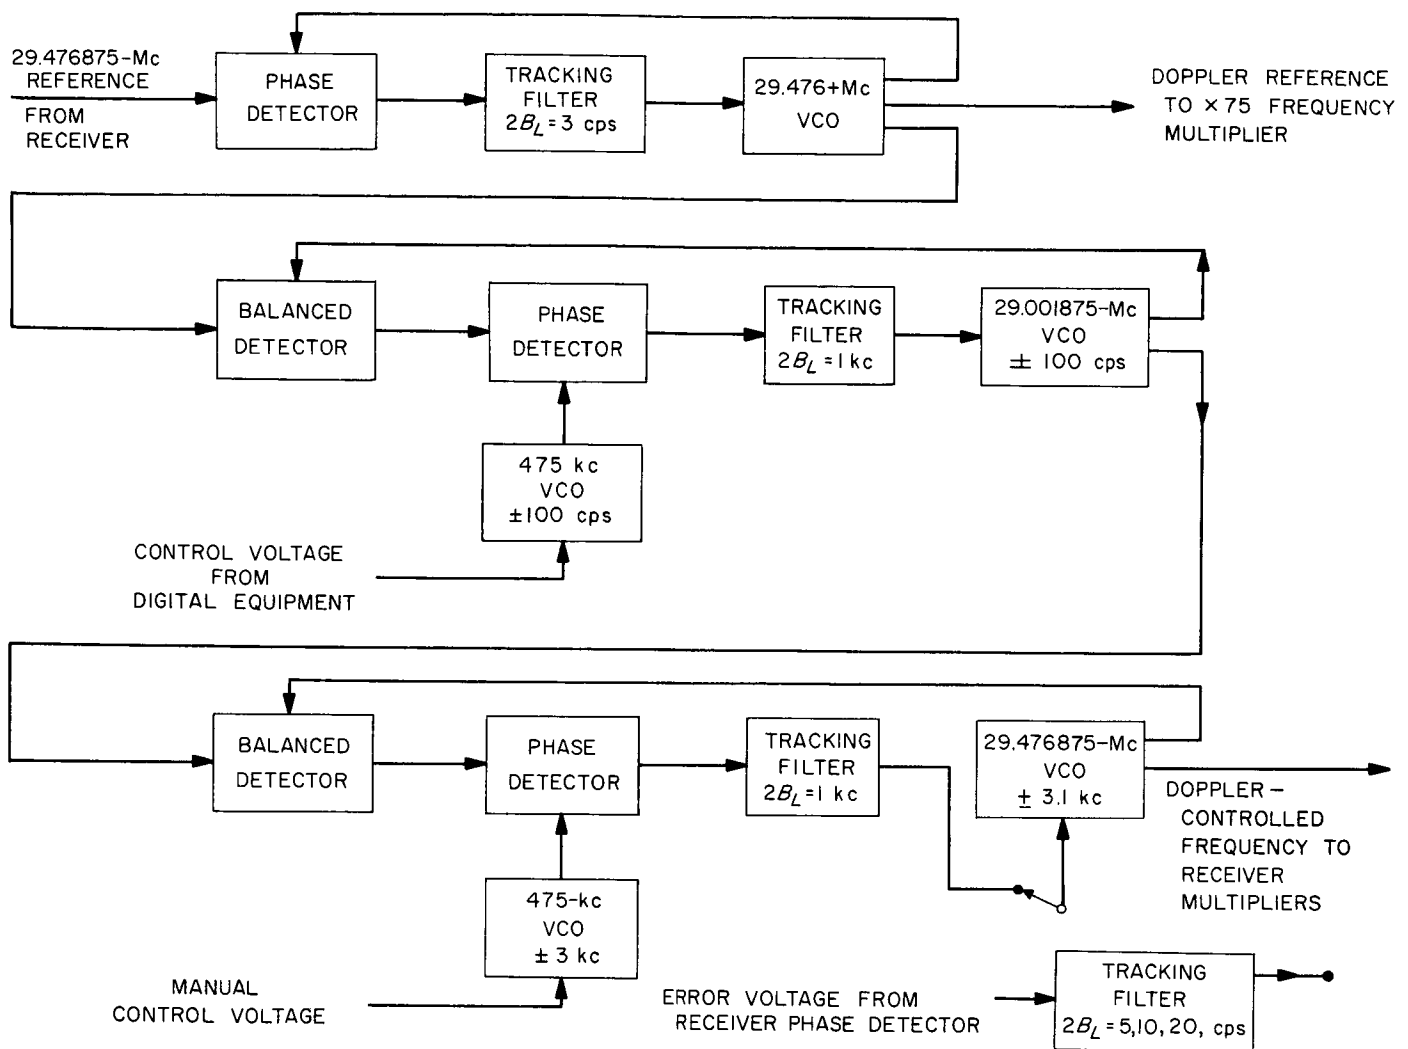 29.476875-Mc
REFERENCE
FROM
RECEIVER
PHASE
DETECTOR
TRACKING
FILTER
2B_L = 3 cps
29.476+Mc
VCO
DOPPLER REFERENCE
TO ×75 FREQUENCY
MULTIPLIER
BALANCED
DETECTOR
PHASE
DETECTOR
TRACKING
FILTER
2B_L = 1 kc
29.001875-Mc
VCO
± 100 cps
475 kc
VCO
±100 cps
CONTROL VOLTAGE
FROM
DIGITAL EQUIPMENT
BALANCED
DETECTOR
PHASE
DETECTOR
TRACKING
FILTER
2B_L = 1 kc
29.476875-Mc
VCO
± 3.1 kc
DOPPLER-
CONTROLLED
FREQUENCY TO
RECEIVER
MULTIPLIERS
475-kc
VCO
± 3 kc
MANUAL
CONTROL VOLTAGE
ERROR VOLTAGE FROM
RECEIVER PHASE DETECTOR
TRACKING
FILTER
2B_L = 5,10, 20, cps